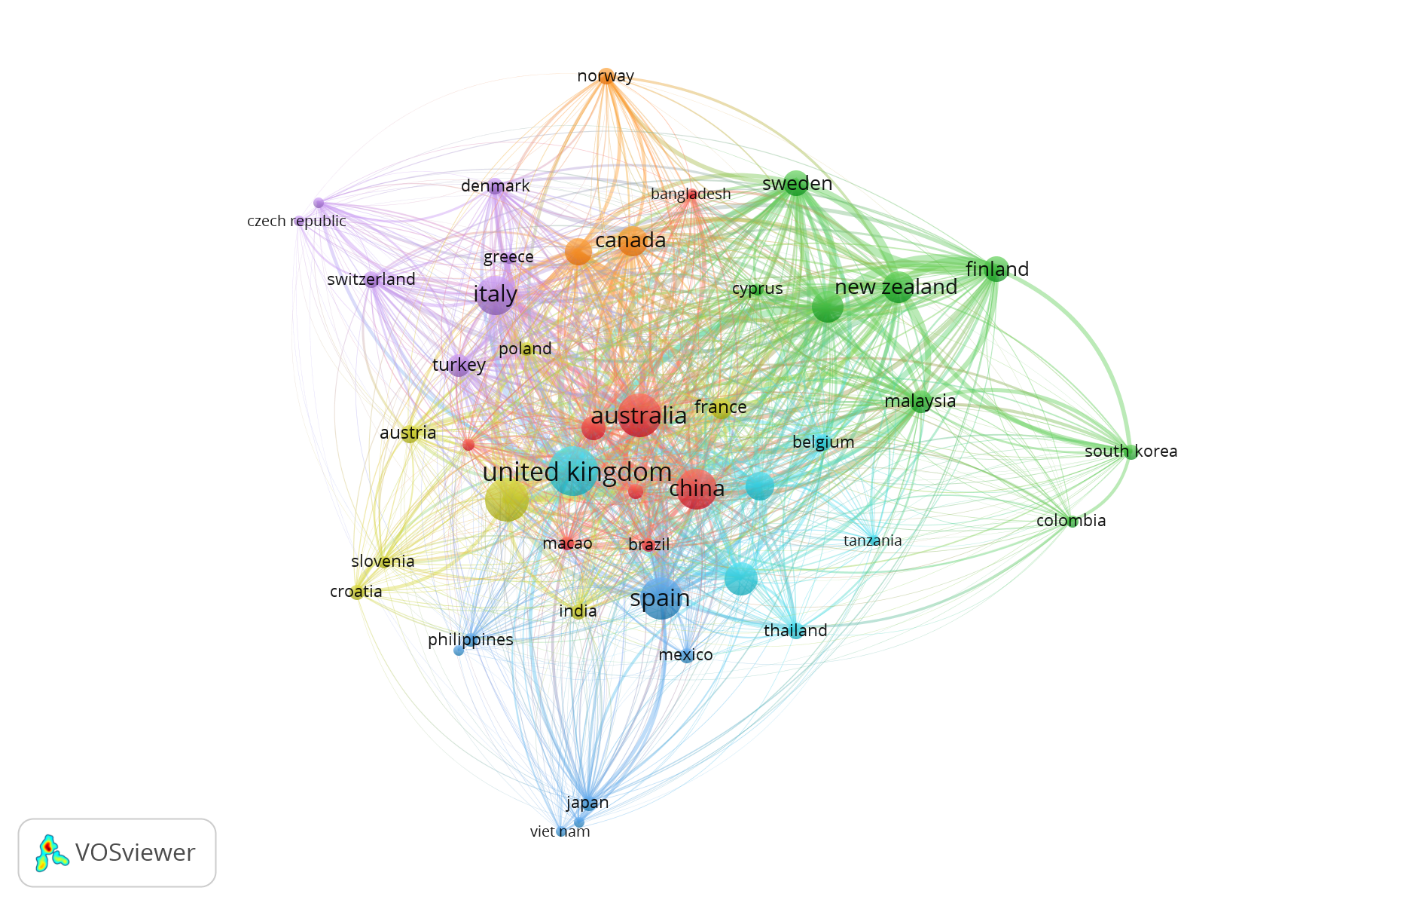 norway
denmark
bangladesh
sweden
czech republic
canada
greece
finland
switzerland
italy
cyprus
new zealand
poland
turkey
australia
france
malaysia
austria
belgium
south korea
united kingdom
china
colombia
macao
brazil
tanzania
slovenia
croatia
spain
india
thailand
philippines
mexico
japan
viet nam
VOSviewer